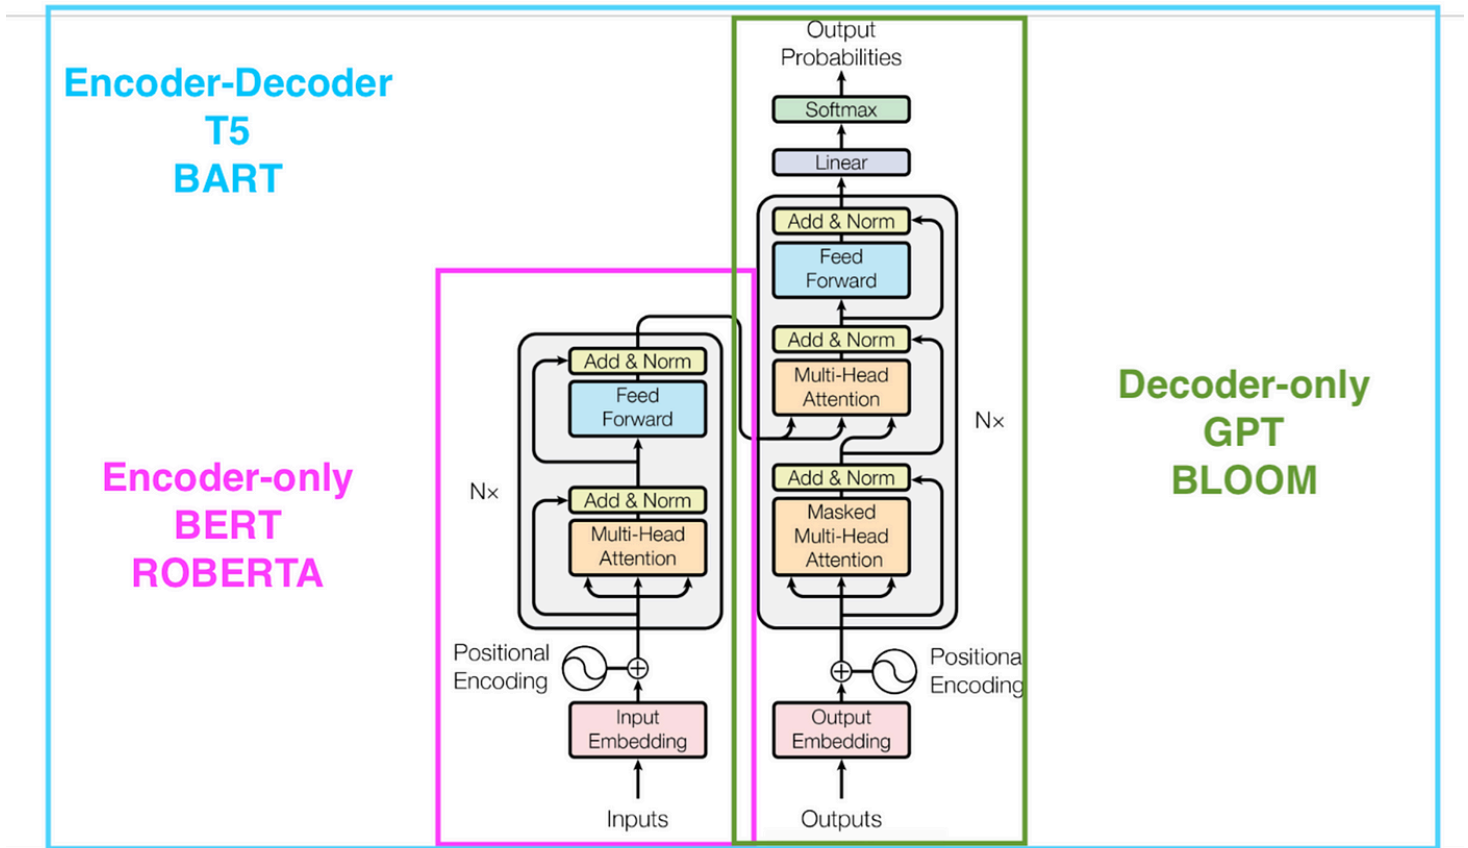 Encoder-Decoder
T5
BART
Encoder-only
BERT
ROBERTA
Decoder-only
GPT
BLOOM
Output
Probabilities
Softmax
Linear
Add & Norm
Feed
Forward
Add & Norm
Multi-Head
Attention
Add & Norm
Masked
Multi-Head
Attention
N×
Positiona
Encoding
Output
Embedding
Outputs
Add & Norm
Feed
Forward
Add & Norm
Multi-Head
Attention
N×
Positional
Encoding
Input
Embedding
Inputs